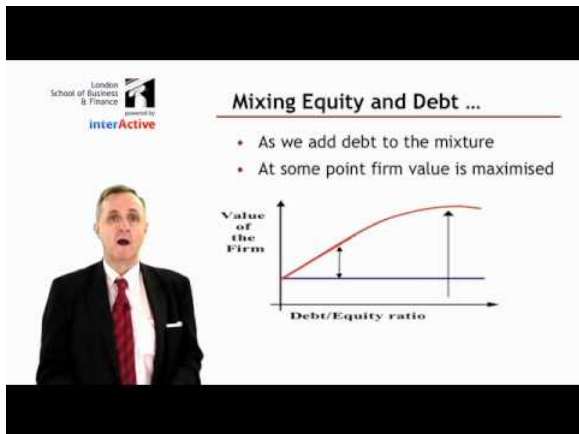 London
School of Business
& Finance
powered by
interActive
Mixing Equity and Debt ...
• As we add debt to the mixture
• At some point firm value is maximised
Value
of
the
Firm
Debt/Equity ratio